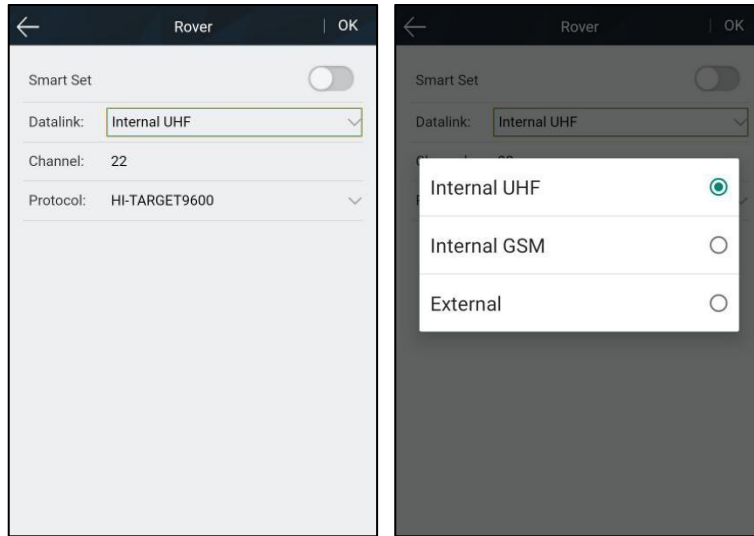 Rover | OK
Smart Set
Datalink: Internal UHF
Channel: 22
Protocol: HI-TARGET9600
Rover | OK
Smart Set
Datalink: Internal UHF
Internal UHF
Internal GSM
External